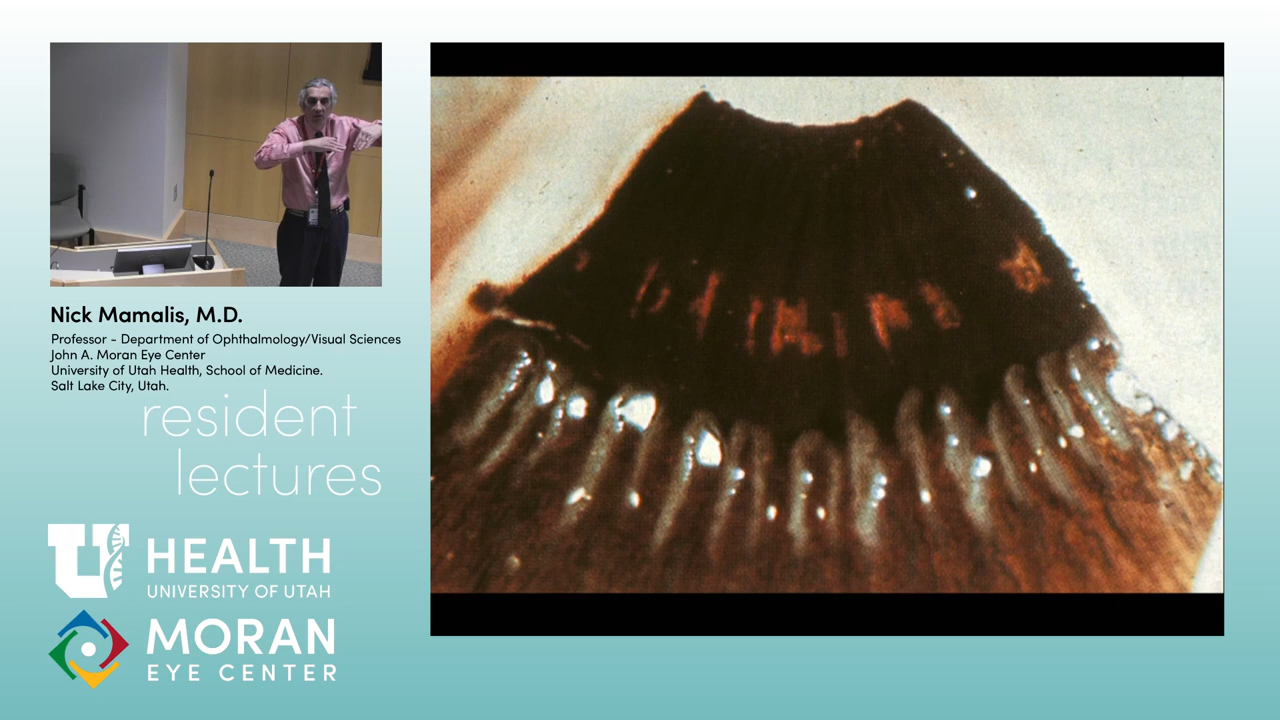 Nick Mamalis, M.D.
Professor - Department of Ophthalmology/Visual Sciences
John A. Moran Eye Center
University of Utah Health, School of Medicine.
Salt Lake City, Utah.
resident
lectures
U HEALTH
UNIVERSITY OF UTAH
MORAN
EYE CENTER